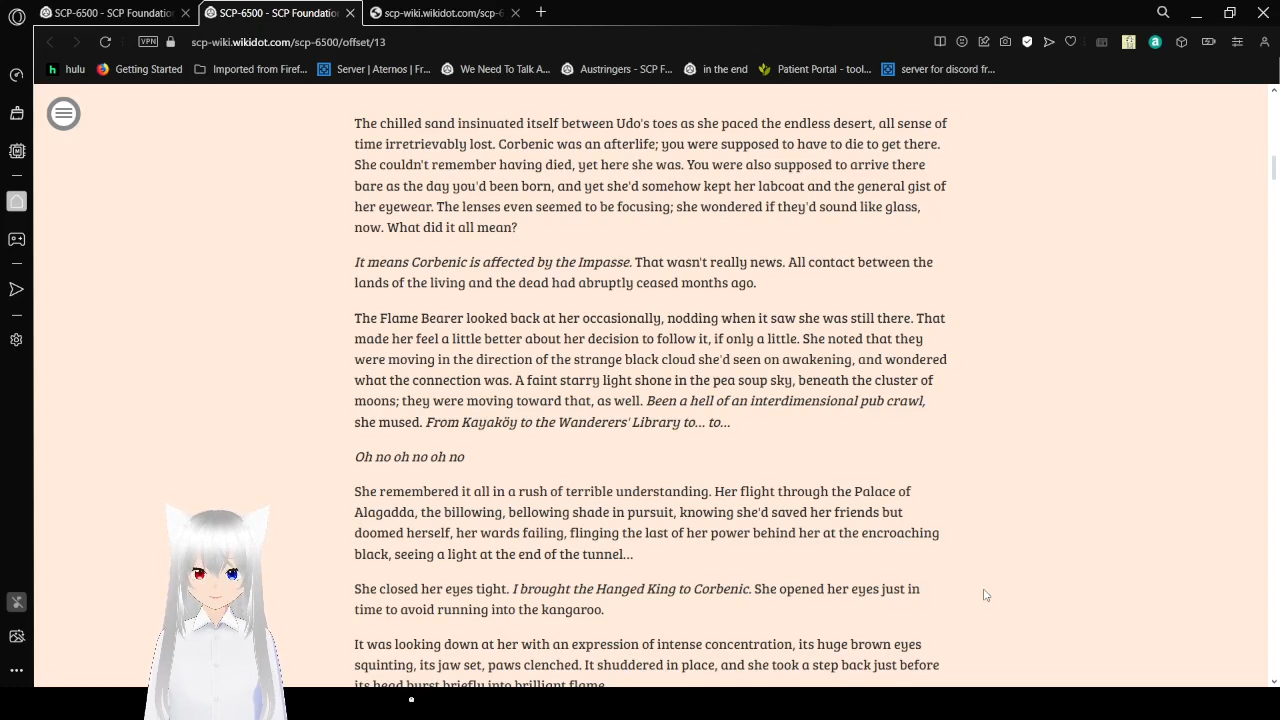 SCP-6500 - SCP Foundatio
SCP-6500 - SCP Foundatio
scp-wiki.wikidot.com/scp-6
VPN
scp-wiki.wikidot.com/scp-6500/offset/13
hulu
Getting Started
Imported from Firef...
Server | Aternos | Fr...
We Need To Talk A...
Austringers - SCP F...
in the end
Patient Portal - tool...
server for discord fr...
The chilled sand insinuated itself between Udo's toes as she paced the endless desert, all sense of
time irretrievably lost. Corbenic was an afterlife; you were supposed to have to die to get there.
She couldn't remember having died, yet here she was. You were also supposed to arrive there
bare as the day you'd been born, and yet she'd somehow kept her labcoat and the general gist of
her eyewear. The lenses even seemed to be focusing; she wondered if they'd sound like glass,
now. What did it all mean?
It means Corbenic is affected by the Impasse. That wasn't really news. All contact between the
lands of the living and the dead had abruptly ceased months ago.
The Flame Bearer looked back at her occasionally, nodding when it saw she was still there. That
made her feel a little better about her decision to follow it, if only a little. She noted that they
were moving in the direction of the strange black cloud she'd seen on awakening, and wondered
what the connection was. A faint starry light shone in the pea soup sky, beneath the cluster of
moons; they were moving toward that, as well. Been a hell of an interdimensional pub crawl,
she mused. From Kayaköy to the Wanderers' Library to... to...
Oh no oh no oh no
She remembered it all in a rush of terrible understanding. Her flight through the Palace of
Alagadda, the billowing, bellowing shade in pursuit, knowing she'd saved her friends but
doomed herself, her wards failing, flinging the last of her power behind her at the encroaching
black, seeing a light at the end of the tunnel...
She closed her eyes tight. I brought the Hanged King to Corbenic. She opened her eyes just in
time to avoid running into the kangaroo.
It was looking down at her with an expression of intense concentration, its huge brown eyes
squinting, its jaw set, paws clenched. It shuddered in place, and she took a step back just before
its head burst briefly into brilliant flame.